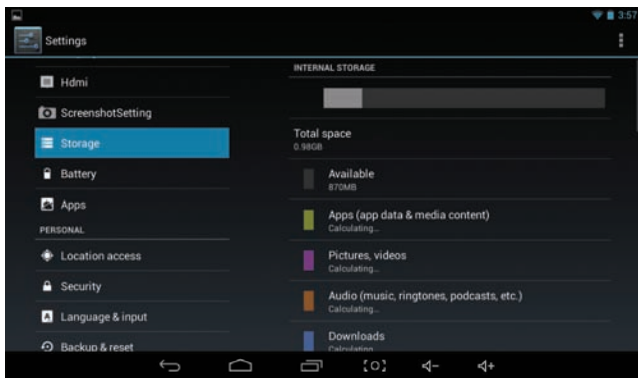 3:57
Settings
Hdmi
ScreenshotSetting
Storage
Battery
Apps
PERSONAL
Location access
Security
Language & input
Backup & reset
INTERNAL STORAGE
Total space
0.98GB
Available
870MB
Apps (app data & media content)
Calculating...
Pictures, videos
Calculating...
Audio (music, ringtones, podcasts, etc.)
Calculating...
Downloads
Calculating...